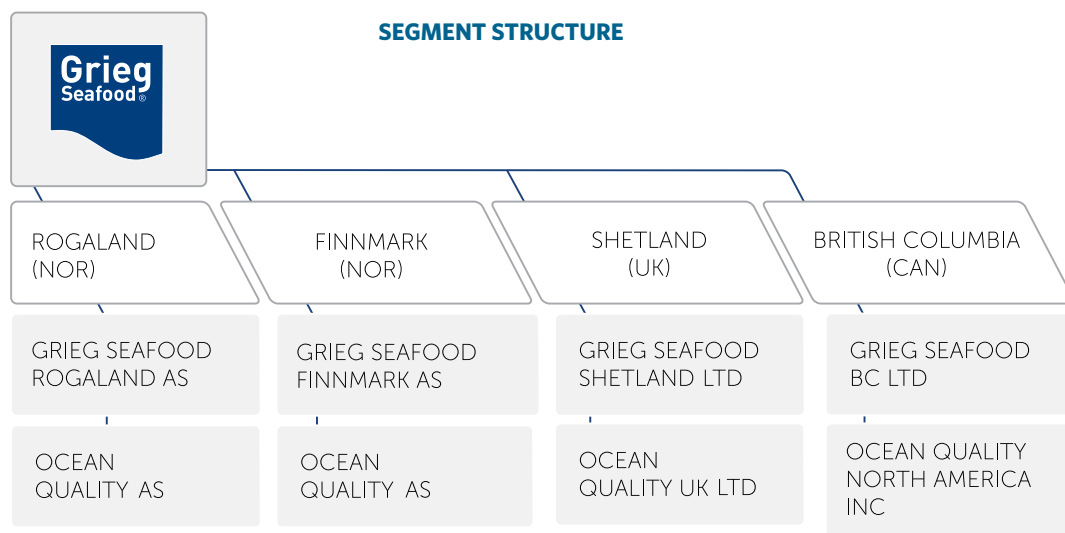 SEGMENT STRUCTURE
Grieg
Seafood®
ROGALAND
(NOR)
FINNMARK
(NOR)
SHETLAND
(UK)
BRITISH COLUMBIA
(CAN)
GRIEG SEAFOOD
ROGALAND AS
GRIEG SEAFOOD
FINNMARK AS
GRIEG SEAFOOD
SHETLAND LTD
GRIEG SEAFOOD
BC LTD
OCEAN
QUALITY AS
OCEAN
QUALITY AS
OCEAN
QUALITY UK LTD
OCEAN QUALITY
NORTH AMERICA
INC